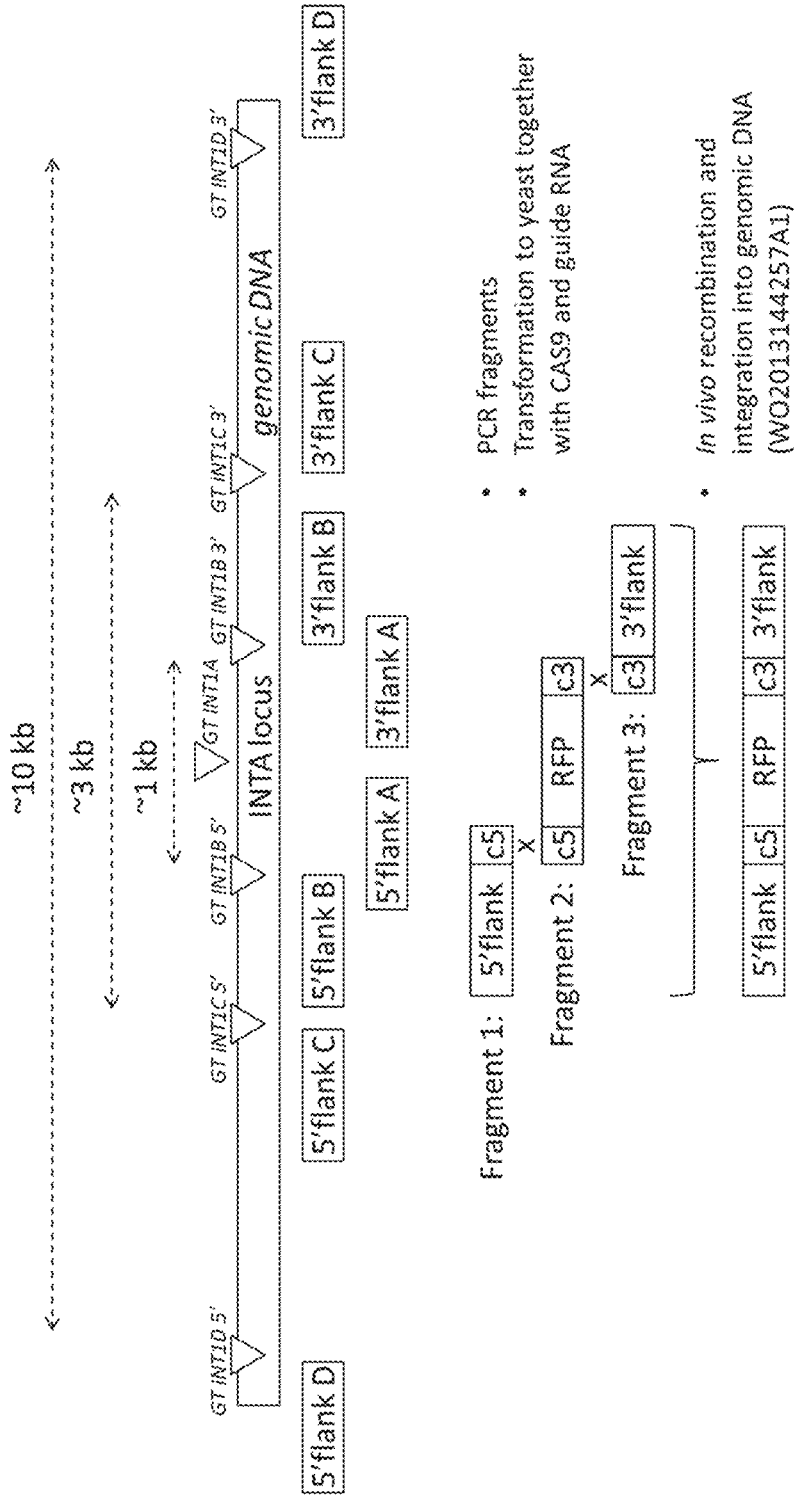 ~10 kb
~3 kb
~1 kb
GT INT1D 5'
GT INT1C 5'
GT INT1B 5'
GT INT1A
GT INT1B 3'
GT INT1C 3'
GT INT1D 3'
INTA locus
genomic DNA
5'flank D
5'flank C
5'flank B
3'flank B
3'flank C
3'flank D
5'flank A
3'flank A
Fragment 1: 5'flank c5
x
Fragment 2: c5 RFP c3
x
Fragment 3: c3 3'flank
• PCR fragments
• Transformation to yeast together
with CAS9 and guide RNA
5'flank c5 RFP c3 3'flank
• In vivo recombination and
integration into genomic DNA
(WO2013144257A1)